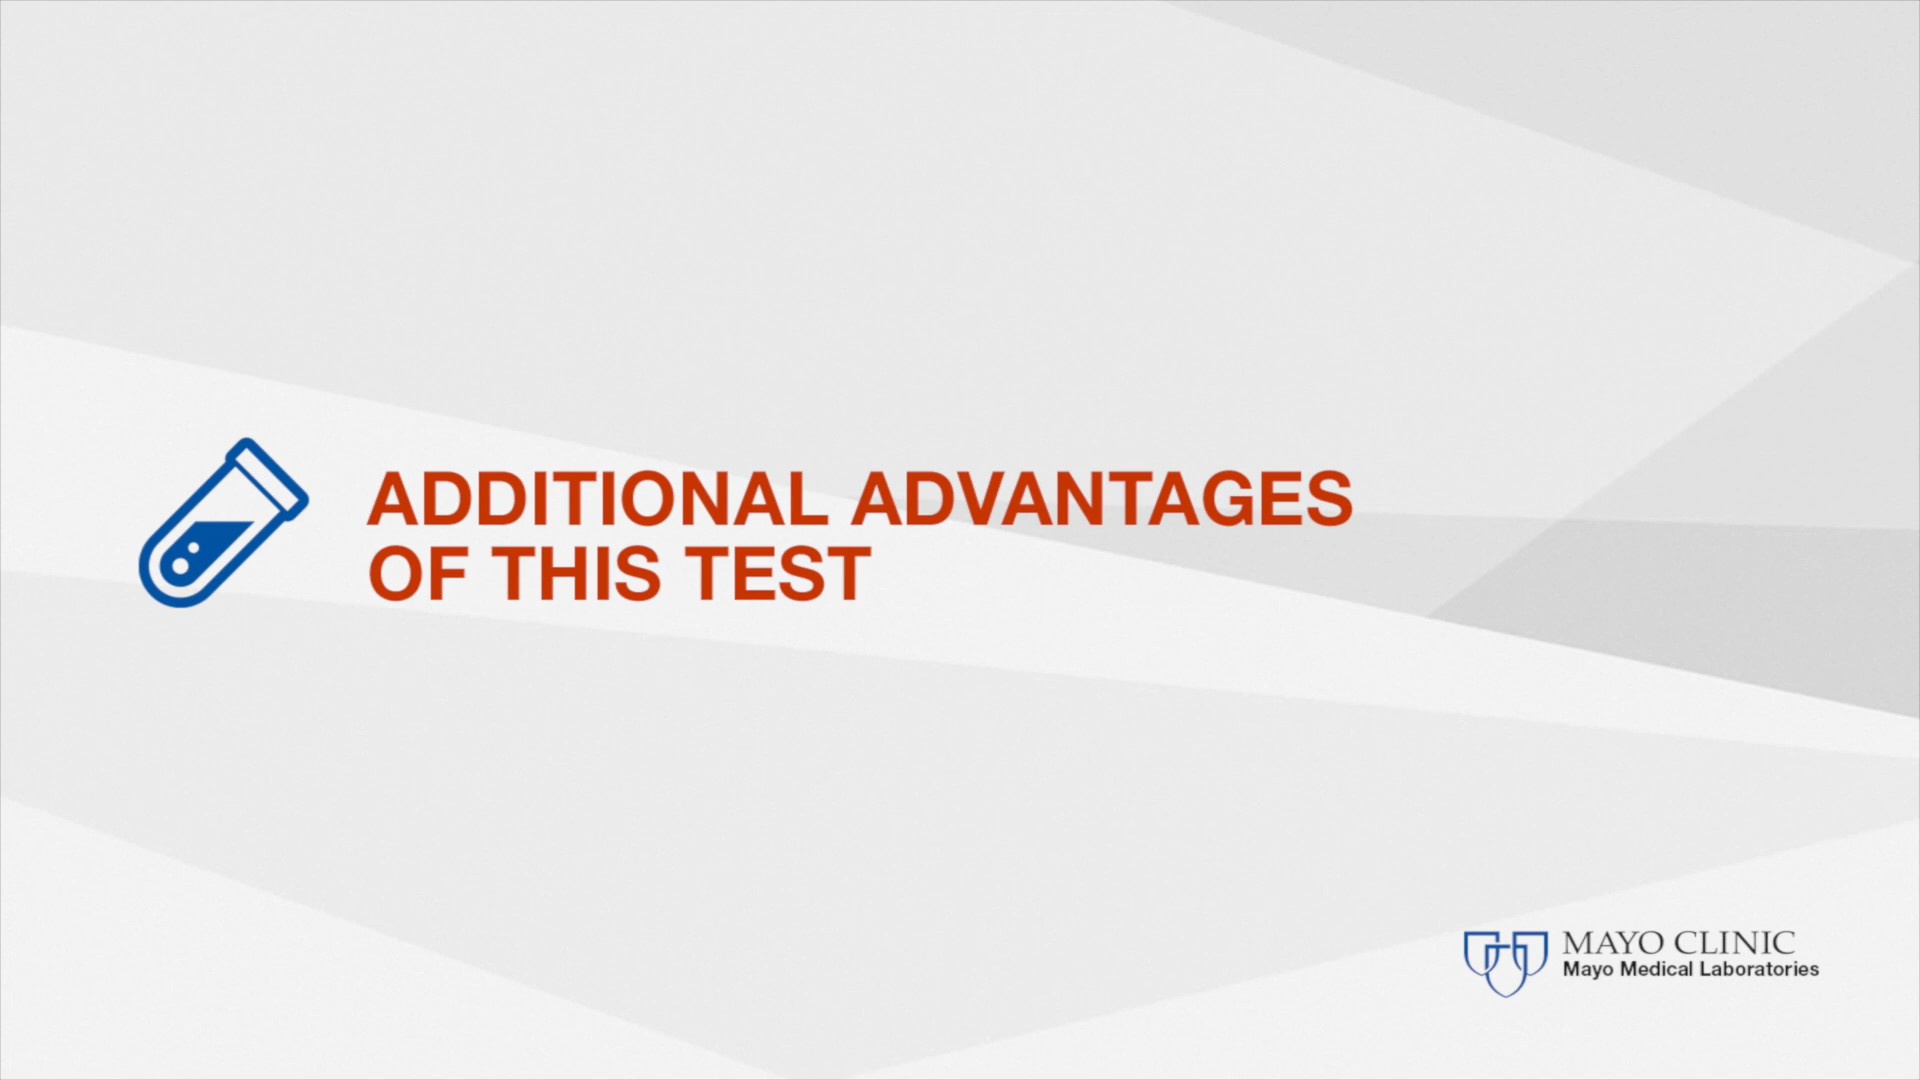 ADDITIONAL ADVANTAGES
OF THIS TEST
MAYO CLINIC
Mayo Medical Laboratories